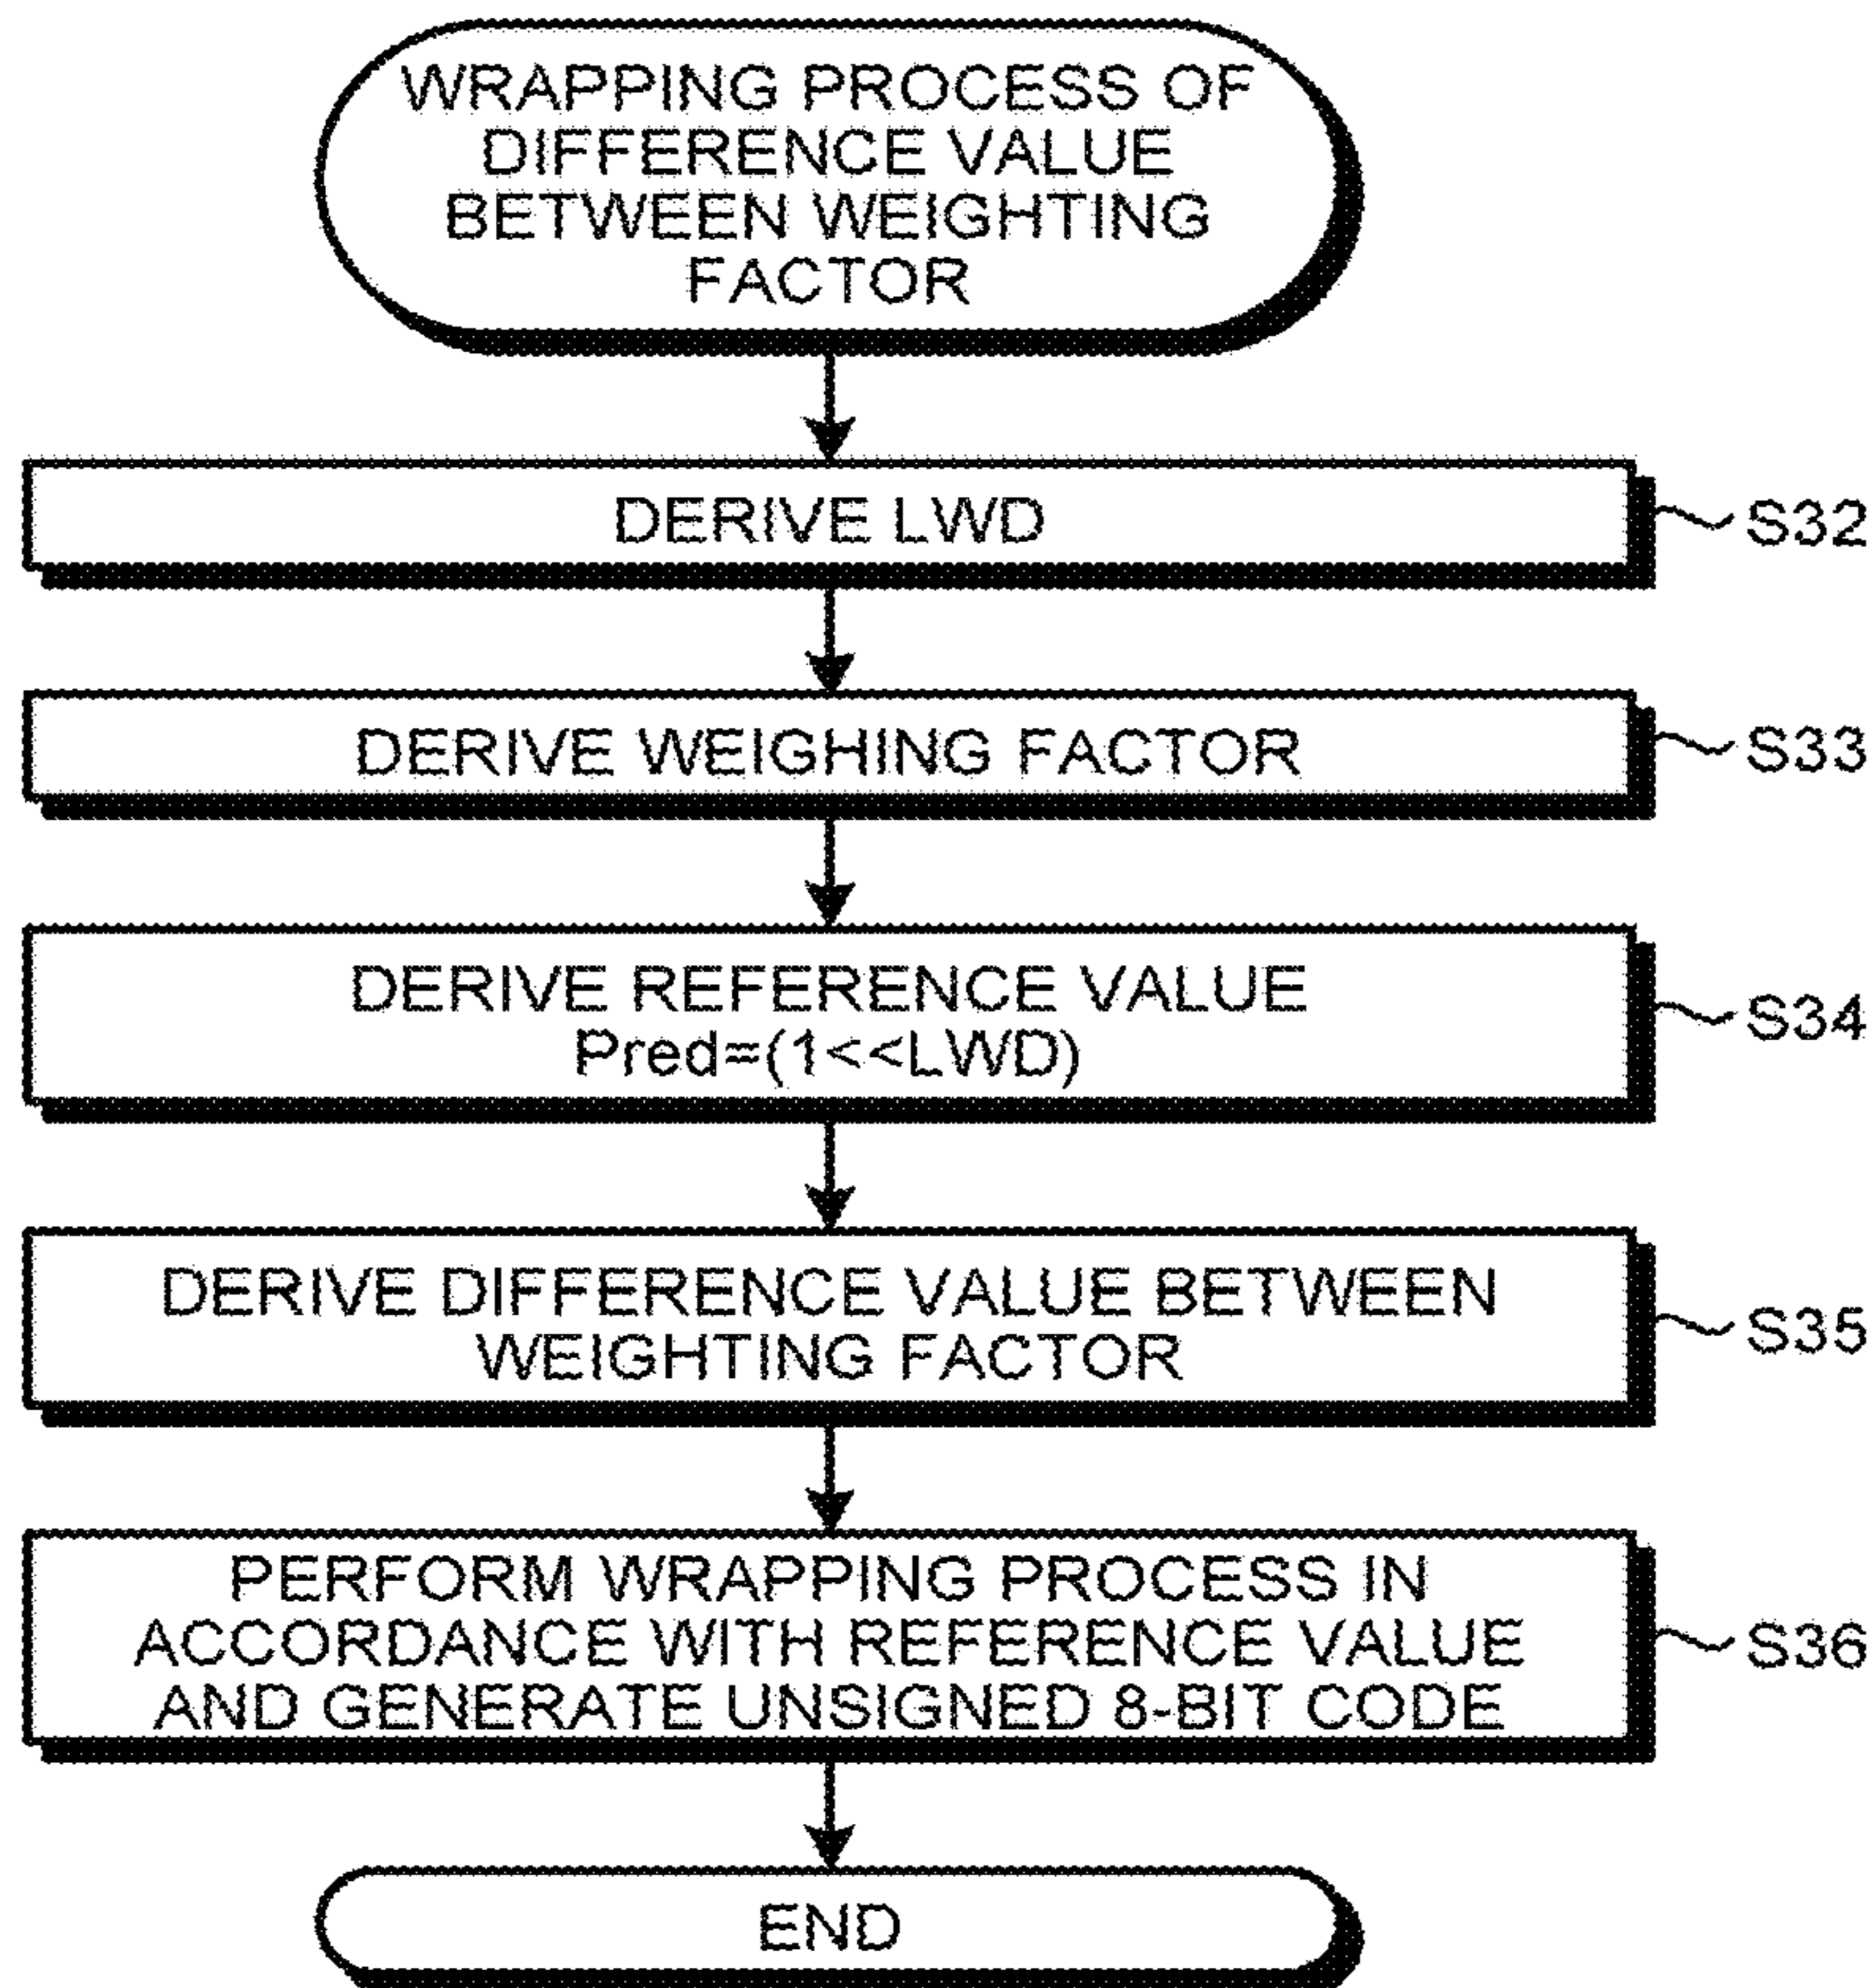 WRAPPING PROCESS OF
DIFFERENCE VALUE
BETWEEN WEIGHTING
FACTOR
DERIVE LWD
S32
DERIVE WEIGHING FACTOR
S33
DERIVE REFERENCE VALUE
Pred=(1<<LWD)
S34
DERIVE DIFFERENCE VALUE BETWEEN
WEIGHTING FACTOR
S35
PERFORM WRAPPING PROCESS IN
ACCORDANCE WITH REFERENCE VALUE
AND GENERATE UNSIGNED 8-BIT CODE
S36
END